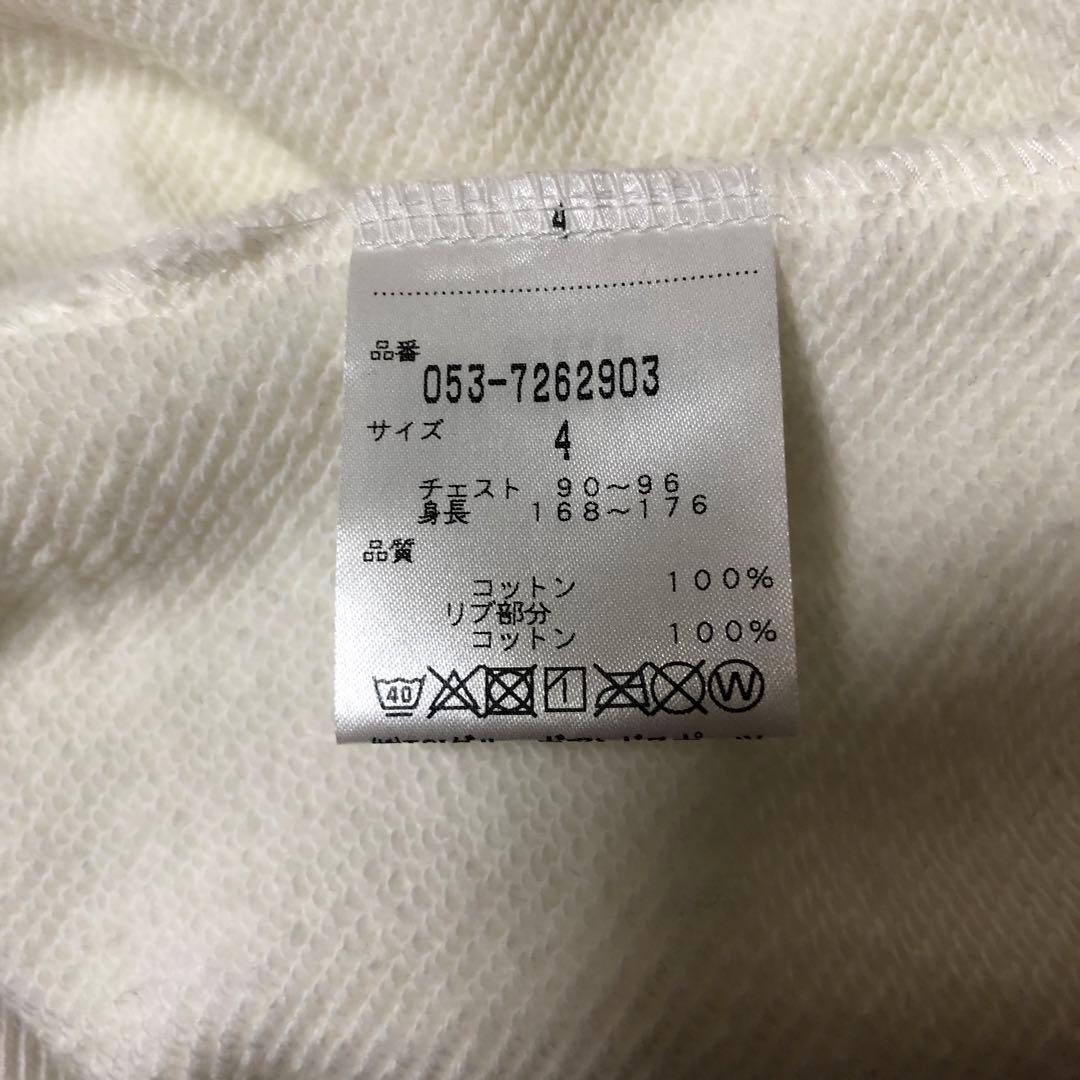 4
品番
053-7262903
サイズ 4
チェスト 90〜96
身長 168〜176
品質
コットン 100%
リブ部分
コットン 100%
40 W